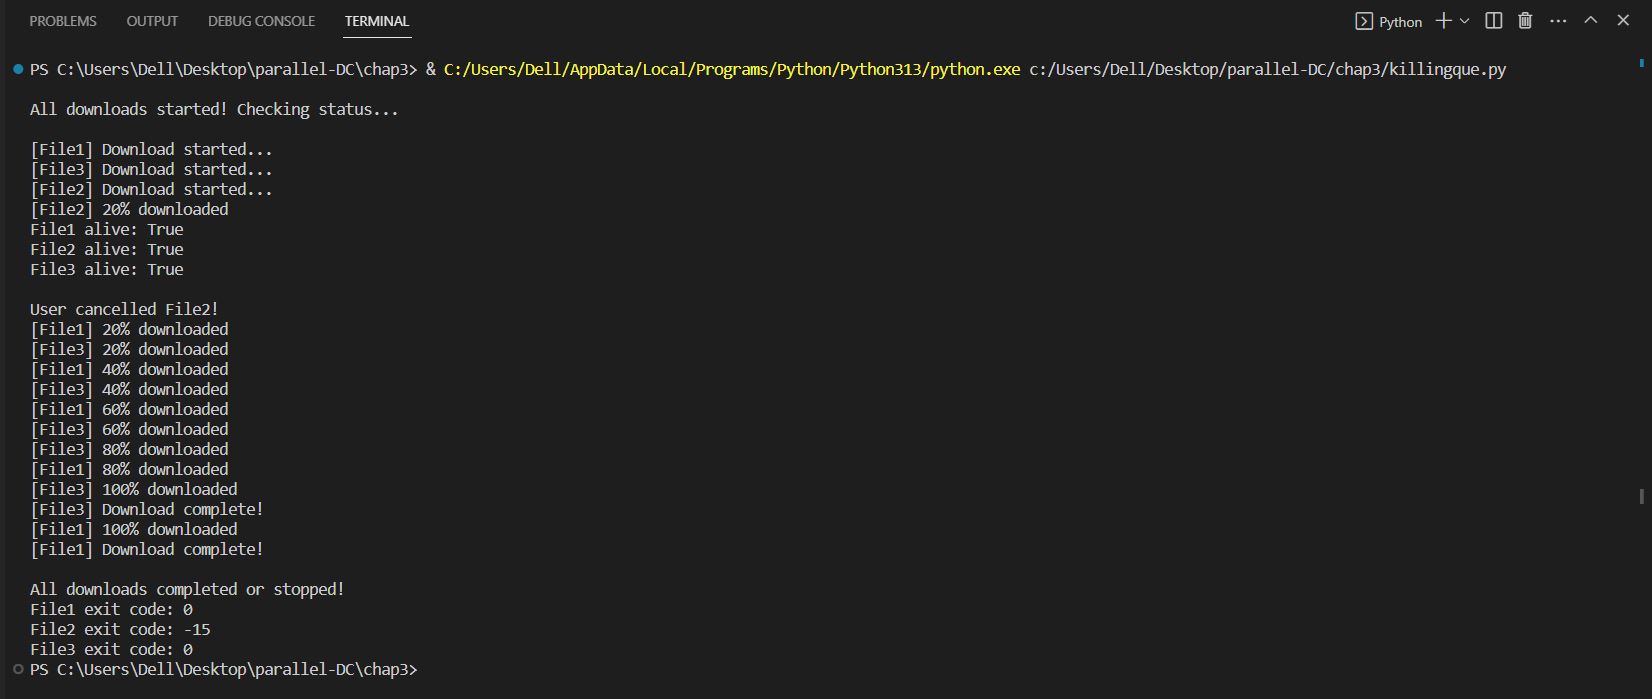 PROBLEMS OUTPUT DEBUG CONSOLE TERMINAL Python
PS C:\Users\Dell\Desktop\parallel-DC\chap3> & C:/Users/Dell/AppData/Local/Programs/Python/Python313/python.exe c:/Users/Dell/Desktop/parallel-DC/chap3/killingque.py
All downloads started! Checking status...
[File1] Download started...
[File3] Download started...
[File2] Download started...
[File2] 20% downloaded
File1 alive: True
File2 alive: True
File3 alive: True
User cancelled File2!
[File1] 20% downloaded
[File3] 20% downloaded
[File1] 40% downloaded
[File3] 40% downloaded
[File1] 60% downloaded
[File3] 60% downloaded
[File3] 80% downloaded
[File1] 80% downloaded
[File3] 100% downloaded
[File3] Download complete!
[File1] 100% downloaded
[File1] Download complete!
All downloads completed or stopped!
File1 exit code: 0
File2 exit code: -15
File3 exit code: 0
PS C:\Users\Dell\Desktop\parallel-DC\chap3>